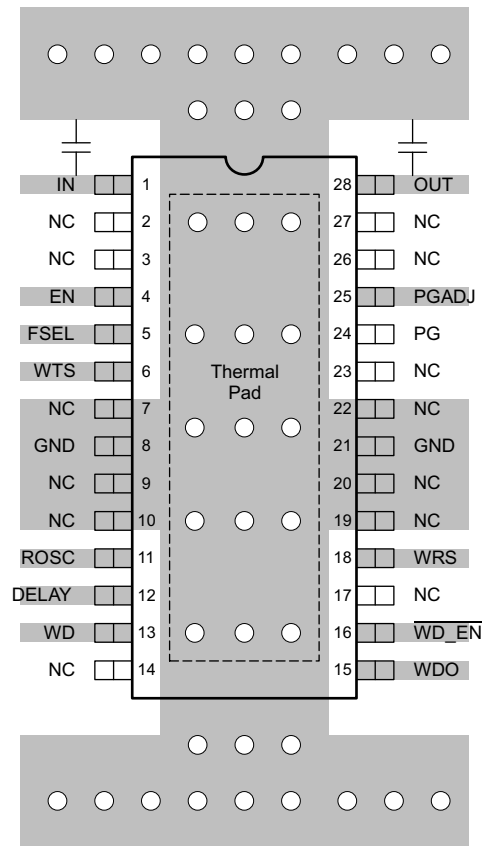 IN 1 28 OUT
NC 2 27 NC
NC 3 26 NC
EN 4 25 PGADJ
FSEL 5 24 PG
WTS 6 23 NC
Thermal
Pad
NC 7 22 NC
GND 8 21 GND
NC 9 20 NC
NC 10 19 NC
ROSC 11 18 WRS
DELAY 12 17 NC
WD 13 16 WD_EN
NC 14 15 WDO